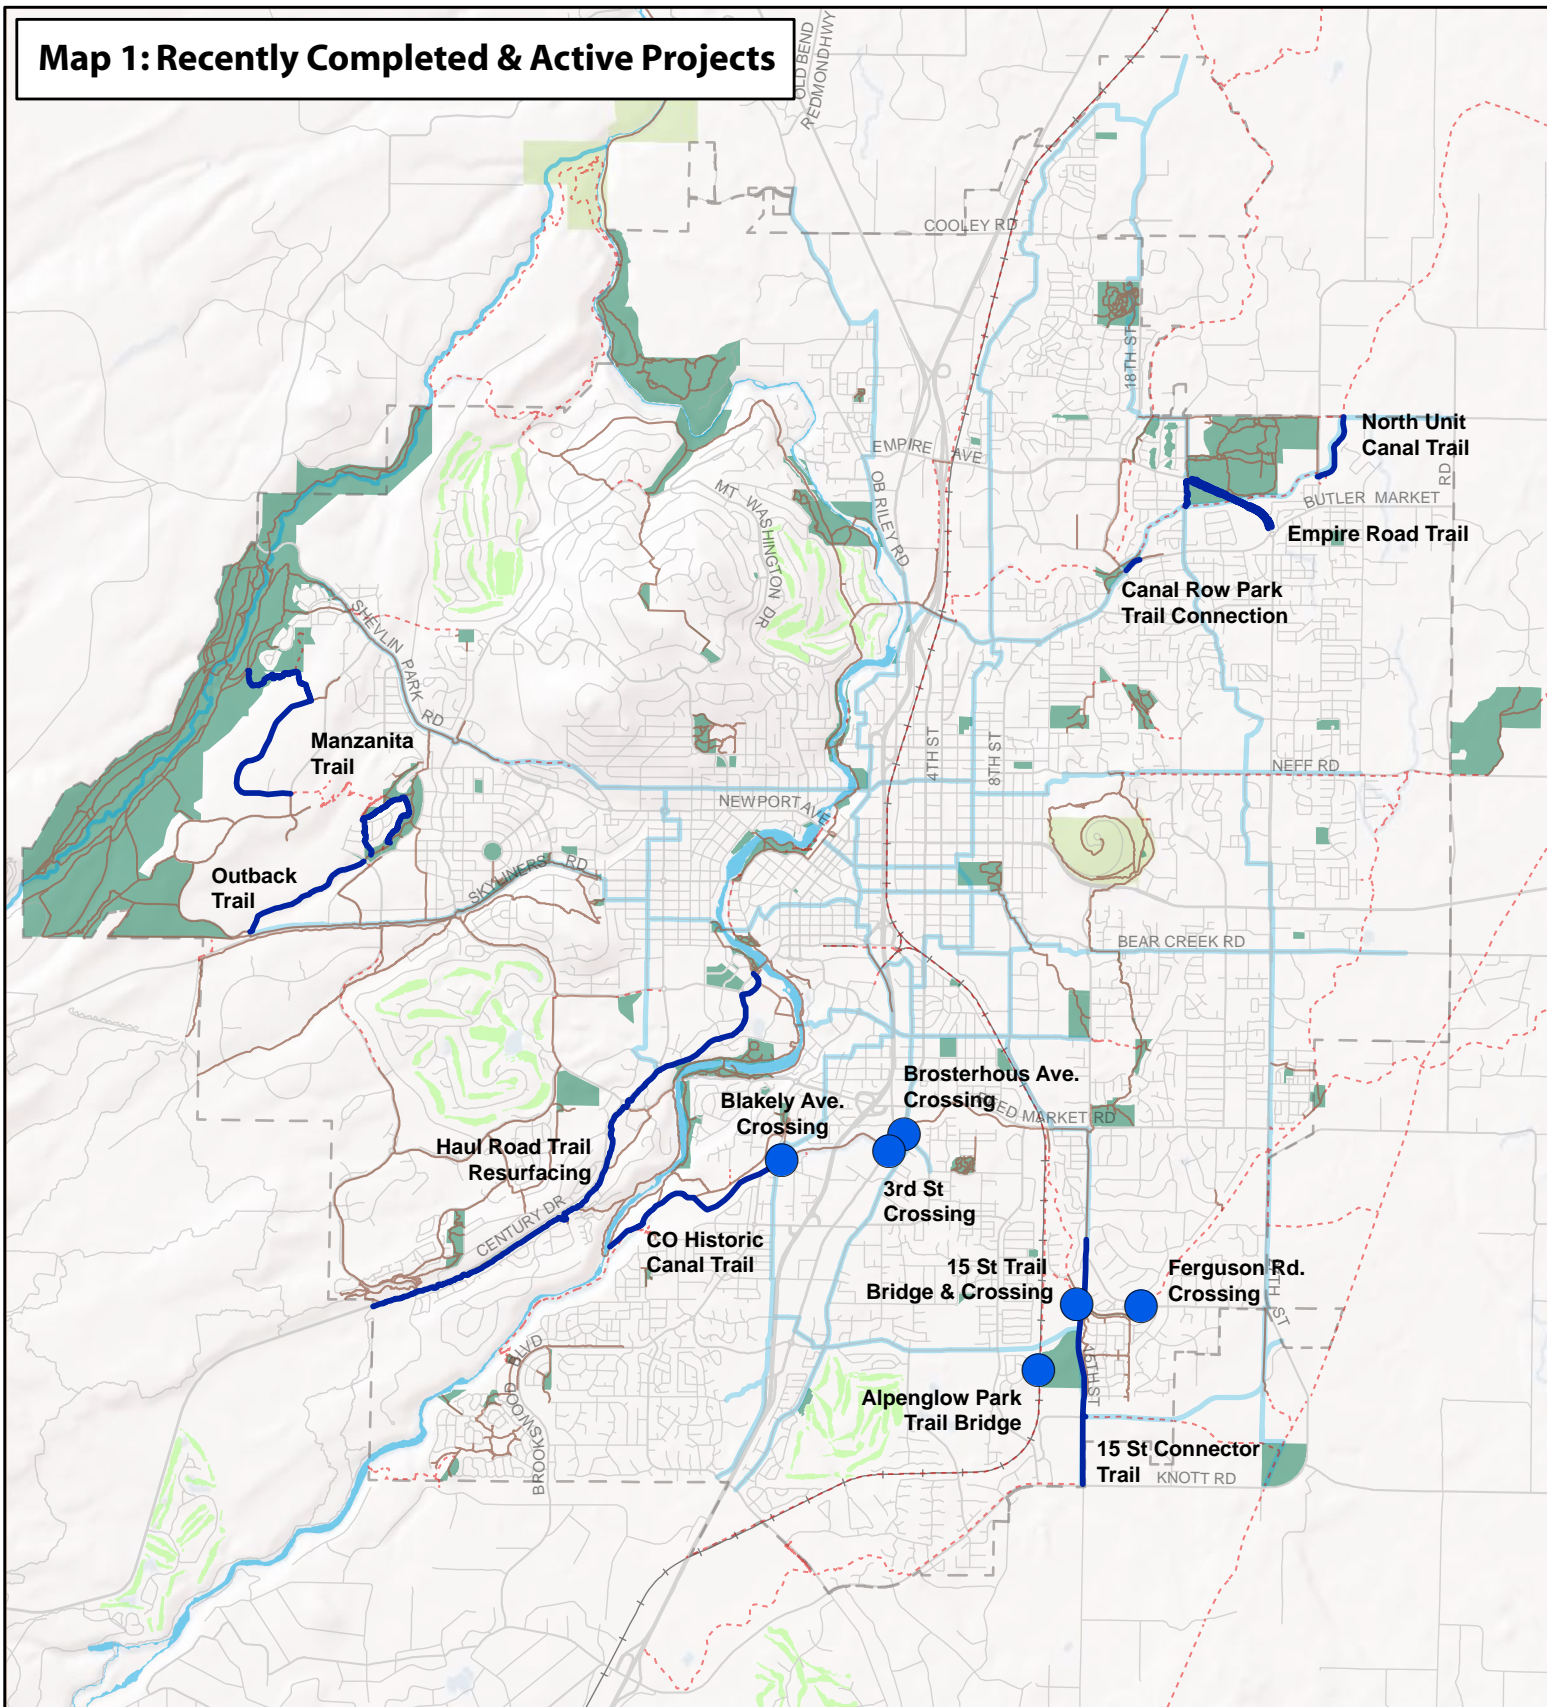 Map 1: Recently Completed & Active Projects
OLD BEND
REDMONDHWY
COOLEY RD
18TH ST
North Unit
Canal Trail
EMPIRE AVE
RD
BUTLER MARKET
MT WASHINGTON DR
OB RILEY RD
Empire Road Trail
Canal Row Park
Trail Connection
SHEVLIN PARK RD
Manzanita
Trail
4TH ST
8TH ST
NEFF RD
NEWPORT AVE
Outback
Trail
SKYLINERS RD
BEAR CREEK RD
Brosterhous Ave.
Crossing
Blakely Ave.
Crossing
REED MARKET RD
Haul Road Trail
Resurfacing
3rd St
Crossing
CENTURY DR
CO Historic
Canal Trail
15 St Trail
Bridge & Crossing
Ferguson Rd.
Crossing
ST
15TH ST
BROOKSWOOD BLVD
Alpenglow Park
Trail Bridge
15 St Connector
Trail
KNOTT RD